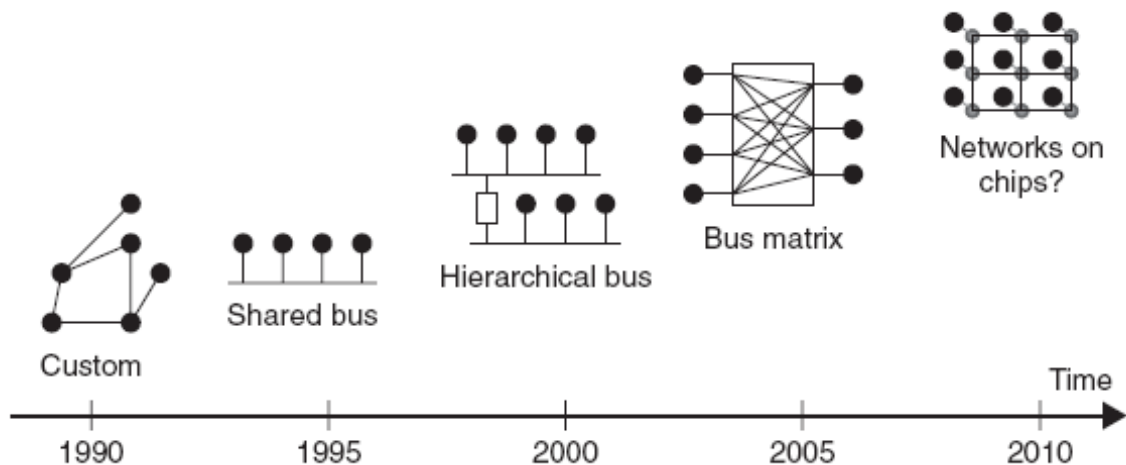 Networks on
chips?
Bus matrix
Hierarchical bus
Shared bus
Custom
Time
1990
1995
2000
2005
2010